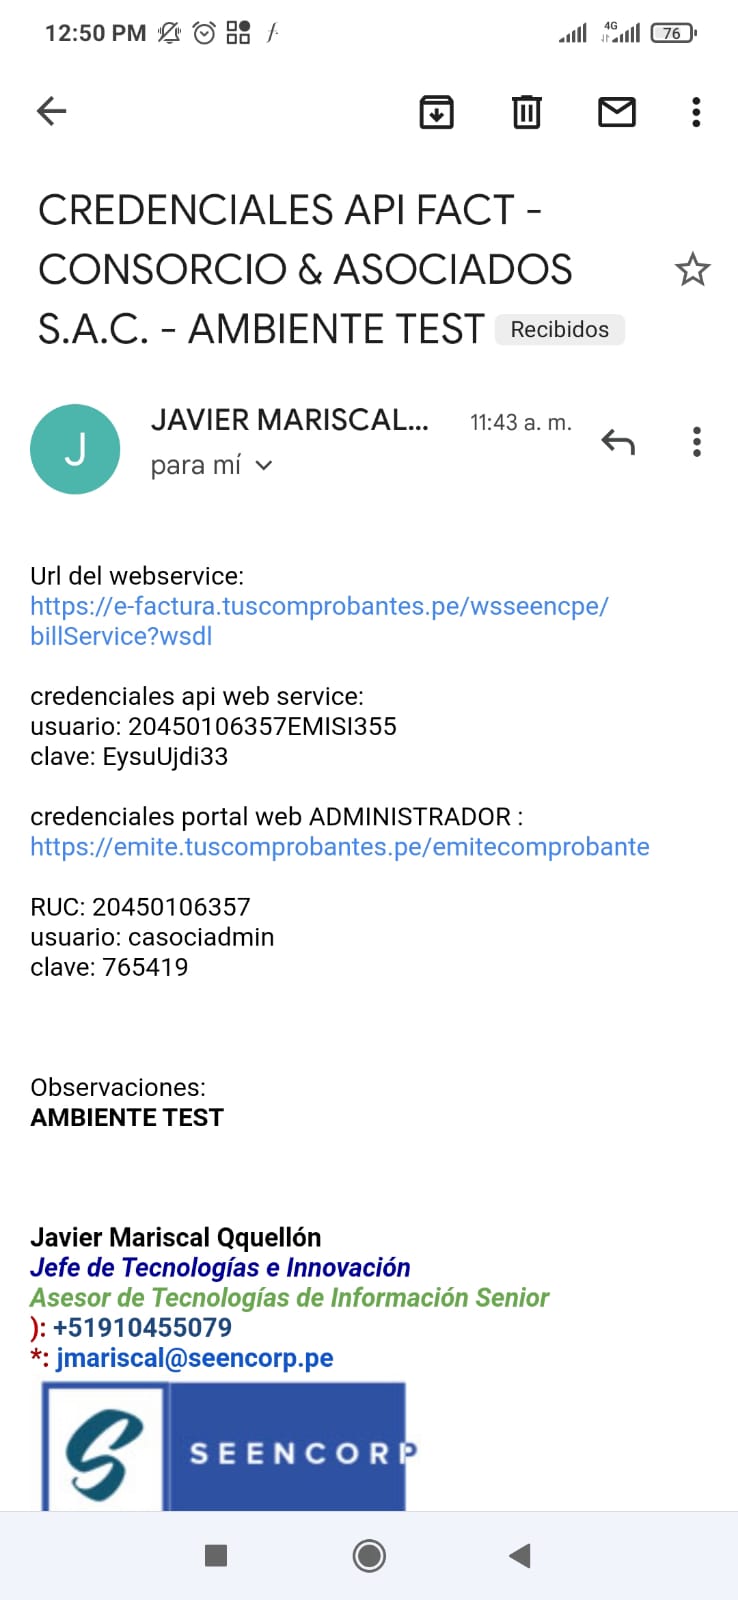 12:50 PM
4G
76
CREDENCIALES API FACT -
CONSORCIO & ASOCIADOS
S.A.C. - AMBIENTE TEST Recibidos
J
JAVIER MARISCAL... 11:43 a. m.
para mí
Url del webservice:
https://e-factura.tuscomprobantes.pe/wsseencpe/
billService?wsdl
credenciales api web service:
usuario: 20450106357EMISI355
clave: EysuUjdi33
credenciales portal web ADMINISTRADOR :
https://emite.tuscomprobantes.pe/emitecomprobante
RUC: 20450106357
usuario: casociadmin
clave: 765419
Observaciones:
AMBIENTE TEST
Javier Mariscal Qquellón
Jefe de Tecnologías e Innovación
Asesor de Tecnologías de Información Senior
): +51910455079
*: jmariscal@seencorp.pe
S SEENCORP